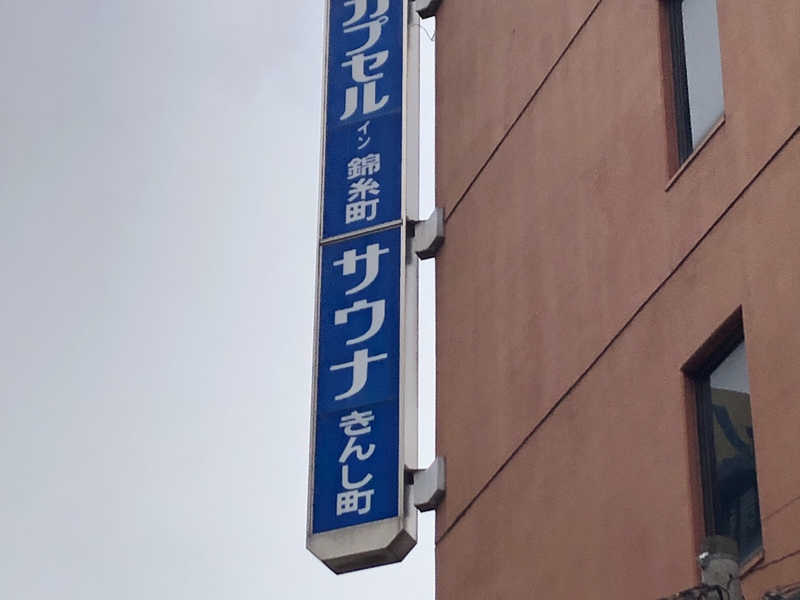 カプセル
イン
錦糸町
サウナ
きんし町